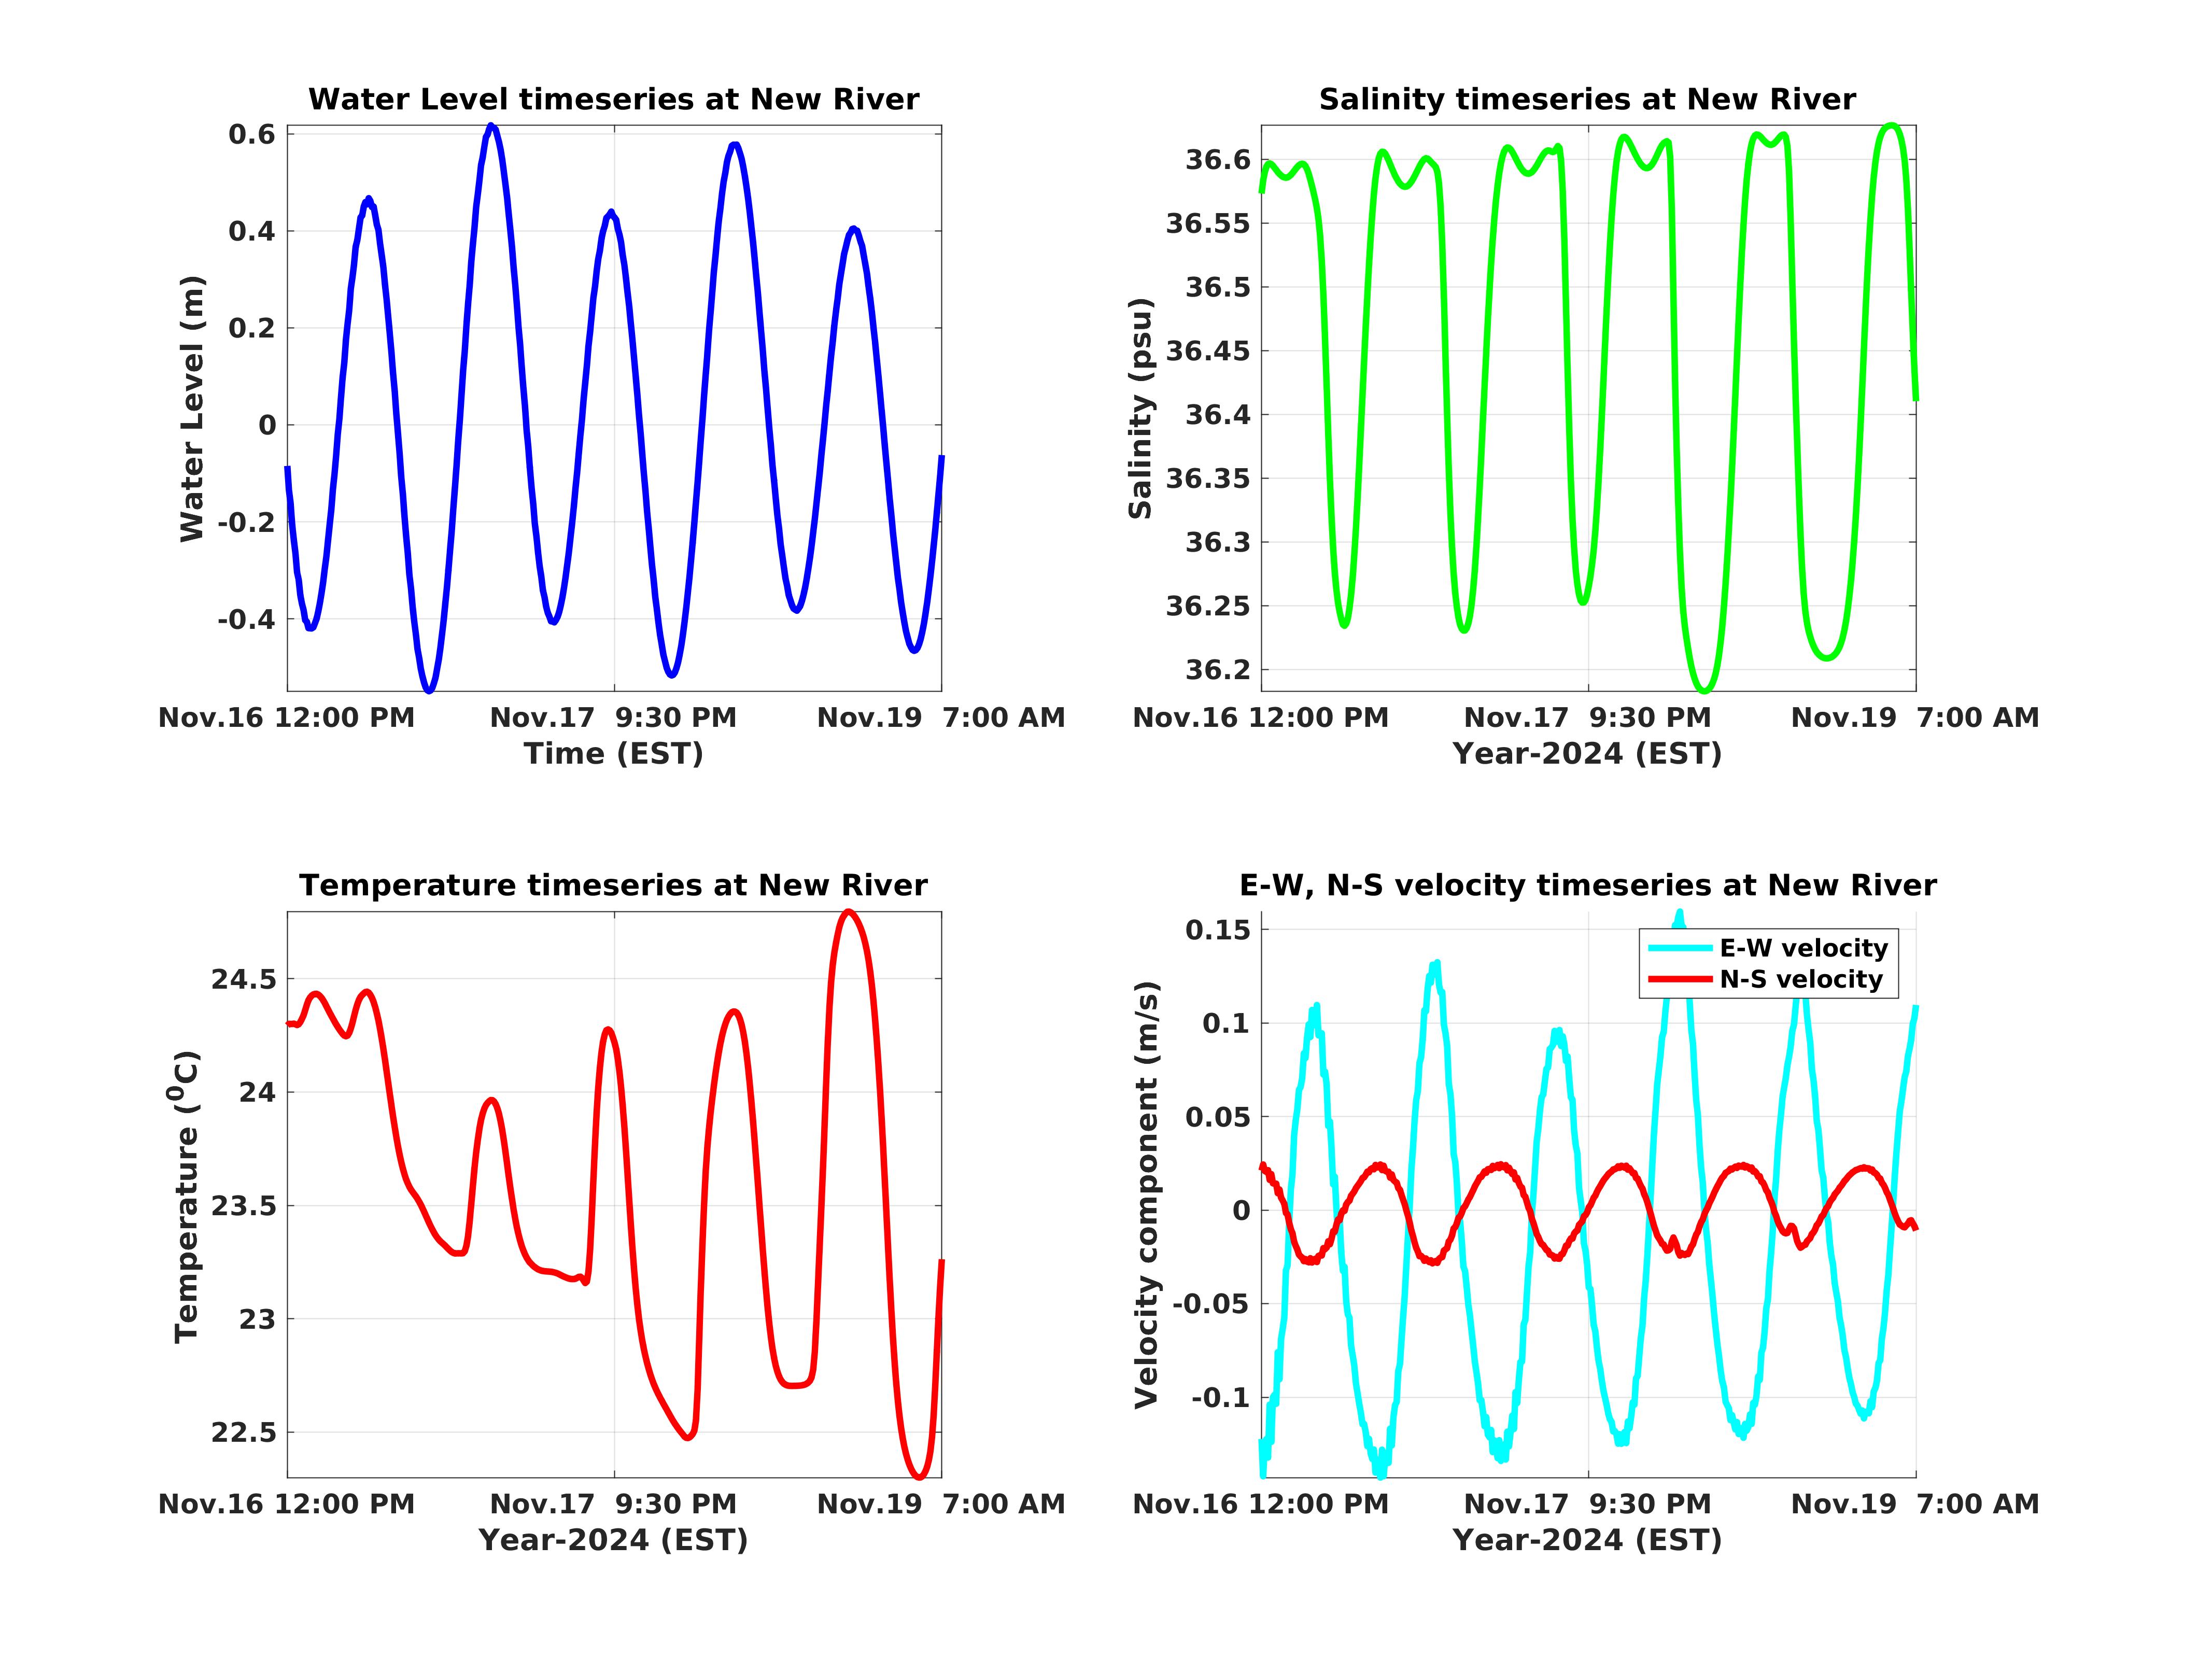 Water Level timeseries at New River
0.6
0.4
0.2
0
-0.2
-0.4
Water Level (m)
Nov.16 12:00 PM Nov.17 9:30 PM Nov.19 7:00 AM
Time (EST)
Salinity timeseries at New River
36.6
36.55
36.5
36.45
36.4
36.35
36.3
36.25
36.2
Salinity (psu)
Nov.16 12:00 PM Nov.17 9:30 PM Nov.19 7:00 AM
Year-2024 (EST)
Temperature timeseries at New River
24.5
24
23.5
23
22.5
Temperature (⁰C)
Nov.16 12:00 PM Nov.17 9:30 PM Nov.19 7:00 AM
Year-2024 (EST)
E-W, N-S velocity timeseries at New River
0.15
0.1
0.05
0
-0.05
-0.1
Velocity component (m/s)
E-W velocity
N-S velocity
Nov.16 12:00 PM Nov.17 9:30 PM Nov.19 7:00 AM
Year-2024 (EST)